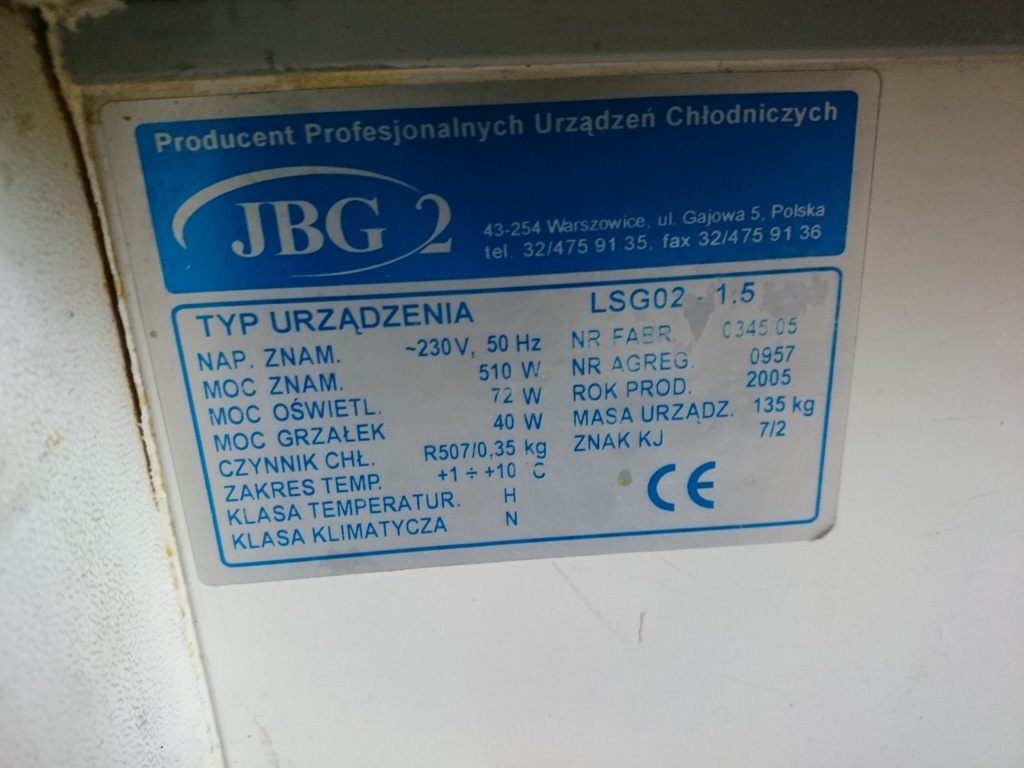 Producent Profesjonalnych Urządzeń Chłodniczych
JBG 2
43-254 Warszowice, ul. Gajowa 5, Polska
tel. 32/475 91 35, fax 32/475 91 36
TYP URZĄDZENIA LSG02 - 1.5
NAP. ZNAM. ~230 V, 50 Hz
MOC ZNAM. 510 W
MOC OŚWIETL. 72 W
MOC GRZAŁEK 40 W
CZYNNIK CHŁ. R507/0,35 kg
ZAKRES TEMP. +1 ÷ +10 °C
KLASA TEMPERATUR. H
KLASA KLIMATYCZA N
NR FABR. 0345/05
NR AGREG. 0957
ROK PROD. 2005
MASA URZĄDZ. 135 kg
ZNAK KJ 7/2
CE